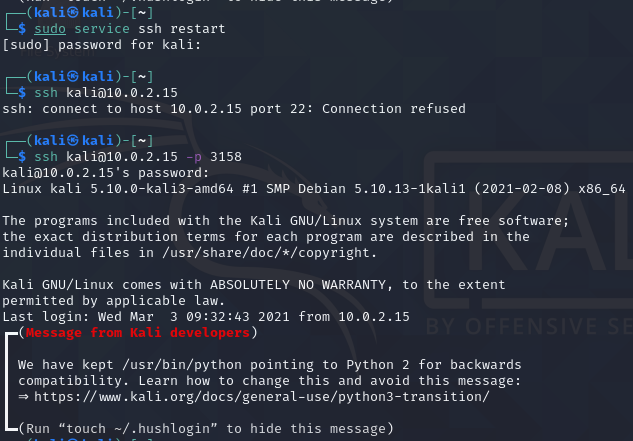 (Run “touch ~/.hushlogin” to hide this message)
┌──(kali㉿kali)-[~]
└─$ sudo service ssh restart
[sudo] password for kali:
┌──(kali㉿kali)-[~]
└─$ ssh kali@10.0.2.15
ssh: connect to host 10.0.2.15 port 22: Connection refused
┌──(kali㉿kali)-[~]
└─$ ssh kali@10.0.2.15 -p 3158
kali@10.0.2.15's password:
Linux kali 5.10.0-kali3-amd64 #1 SMP Debian 5.10.13-1kali1 (2021-02-08) x86_64
The programs included with the Kali GNU/Linux system are free software;
the exact distribution terms for each program are described in the
individual files in /usr/share/doc/*/copyright.
Kali GNU/Linux comes with ABSOLUTELY NO WARRANTY, to the extent
permitted by applicable law.
Last login: Wed Mar  3 09:32:43 2021 from 10.0.2.15
┏━(Message from Kali developers)
┃ We have kept /usr/bin/python pointing to Python 2 for backwards
┃ compatibility. Learn how to change this and avoid this message:
┃ ⇒ https://www.kali.org/docs/general-use/python3-transition/
┗━(Run “touch ~/.hushlogin” to hide this message)
KAL
BY OFFENSIVE SE